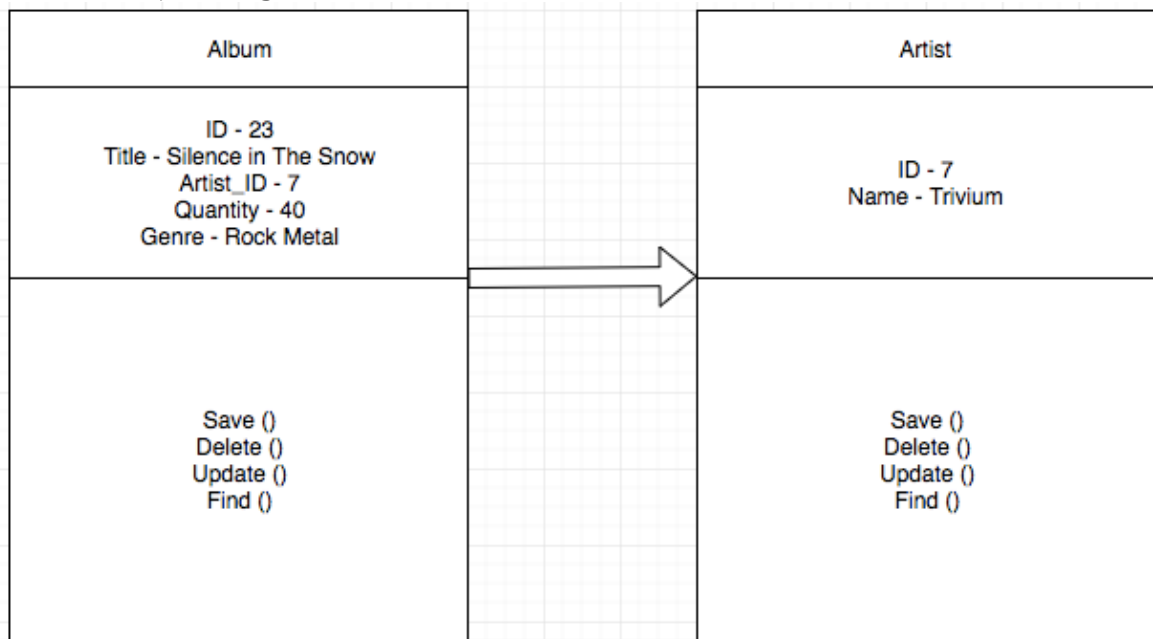 Album
ID - 23
Title - Silence in The Snow
Artist_ID - 7
Quantity - 40
Genre - Rock Metal
Save ()
Delete ()
Update ()
Find ()
Artist
ID - 7
Name - Trivium
Save ()
Delete ()
Update ()
Find ()